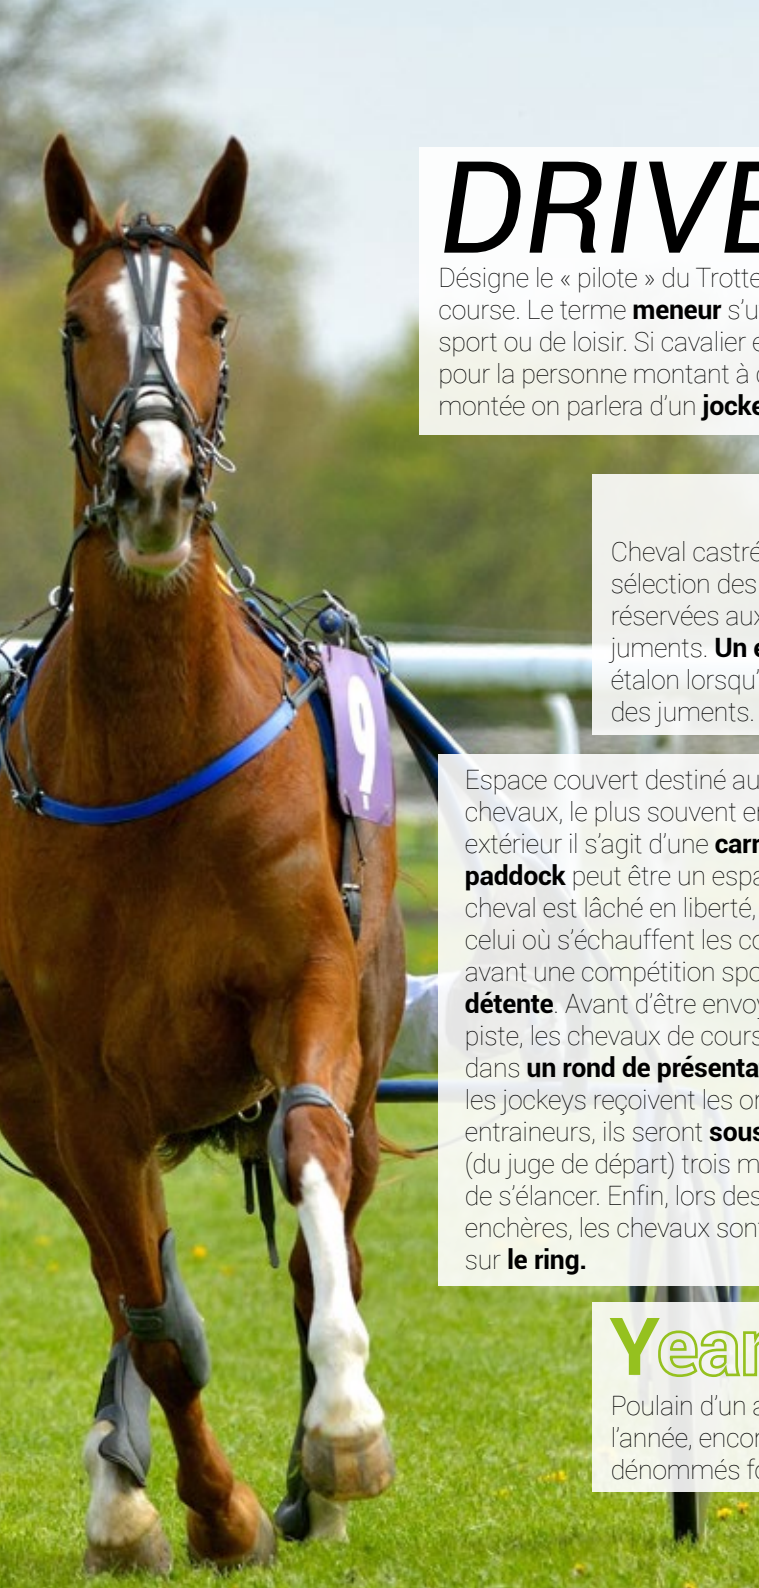 DRIVE
Désigne le « pilote » du Trotte
course. Le terme meneur s'u
sport ou de loisir. Si cavalier e
pour la personne montant à c
montée on parlera d'un jocke
Cheval castré
sélection des
réservées aux
juments. Un e
étalon lorsqu'
des juments.
9
Espace couvert destiné au
chevaux, le plus souvent en
extérieur il s'agit d'une carr
paddock peut être un espa
cheval est lâché en liberté,
celui où s'échauffent les co
avant une compétition spo
détente. Avant d'être envoy
piste, les chevaux de cours
dans un rond de présenta
les jockeys reçoivent les or
entraineurs, ils seront sous
(du juge de départ) trois m
de s'élancer. Enfin, lors des
enchères, les chevaux sont
sur le ring.
Year
Poulain d'un a
l'année, encor
dénommés fo